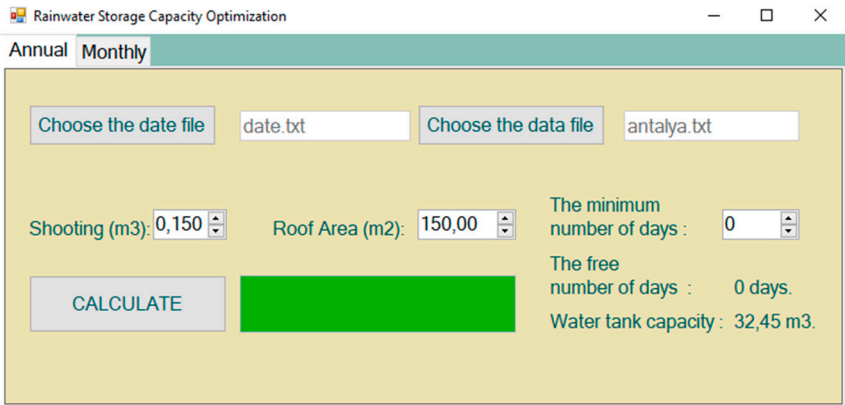 Rainwater Storage Capacity Optimization
Annual Monthly
Choose the date file date.txt Choose the data file antalya.txt
Shooting (m3): 0,150 Roof Area (m2): 150,00 The minimum
number of days : 0
The free
number of days : 0 days.
CALCULATE
Water tank capacity : 32,45 m3.